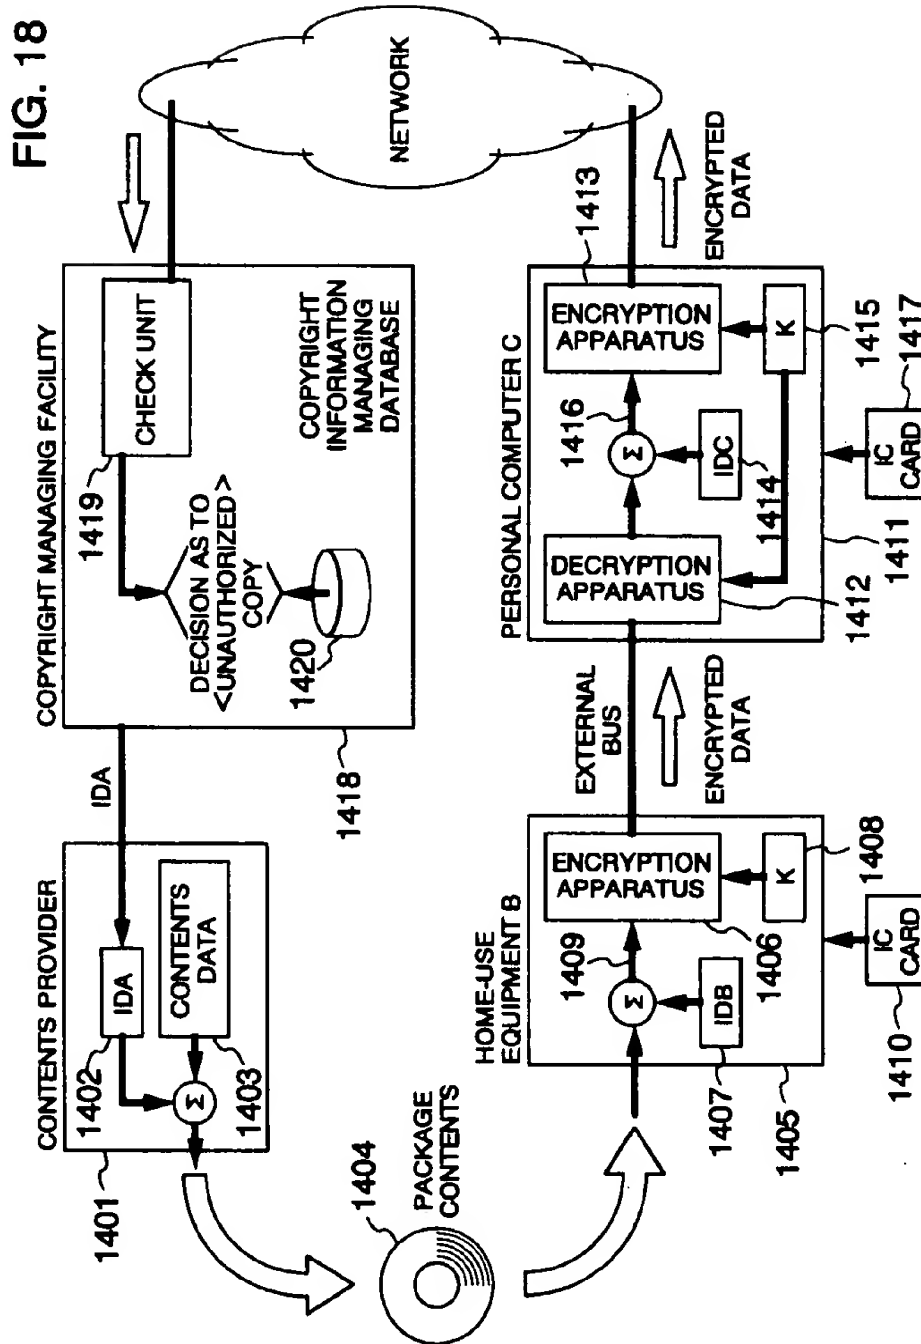 FIG. 18
CONTENTS PROVIDER
1401
1402
IDA
CONTENTS
DATA
Σ
1403
IDA
COPYRIGHT MANAGING FACILITY
1419
CHECK UNIT
DECISION AS TO
<UNAUTHORIZED>
COPY
1420
COPYRIGHT
INFORMATION
MANAGING
DATABASE
1418
NETWORK
1404
PACKAGE
CONTENTS
HOME-USE
EQUIPMENT B
1409
ENCRYPTION
APPARATUS
Σ
IDB
K
1407
1406
1408
1405
1410
IC
CARD
EXTERNAL
BUS
ENCRYPTED
DATA
PERSONAL COMPUTER C
1413
DECRYPTION
APPARATUS
1416
ENCRYPTION
APPARATUS
Σ
IDC
K
1412
1414
1415
1411
1417
IC
CARD
ENCRYPTED
DATA